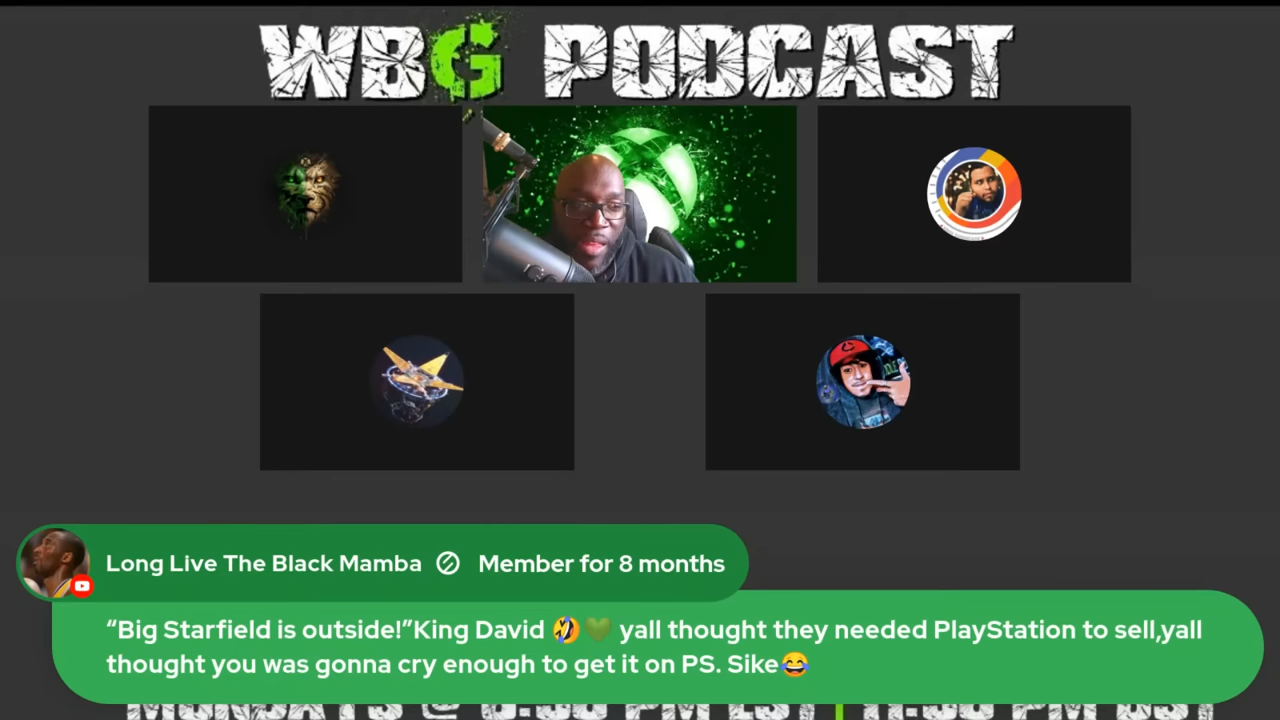 WBG PODCAST
Long Live The Black Mamba Member for 8 months
“Big Starfield is outside!”King David 🤣💚 yall thought they needed PlayStation to sell,yall
thought you was gonna cry enough to get it on PS. Sike😂